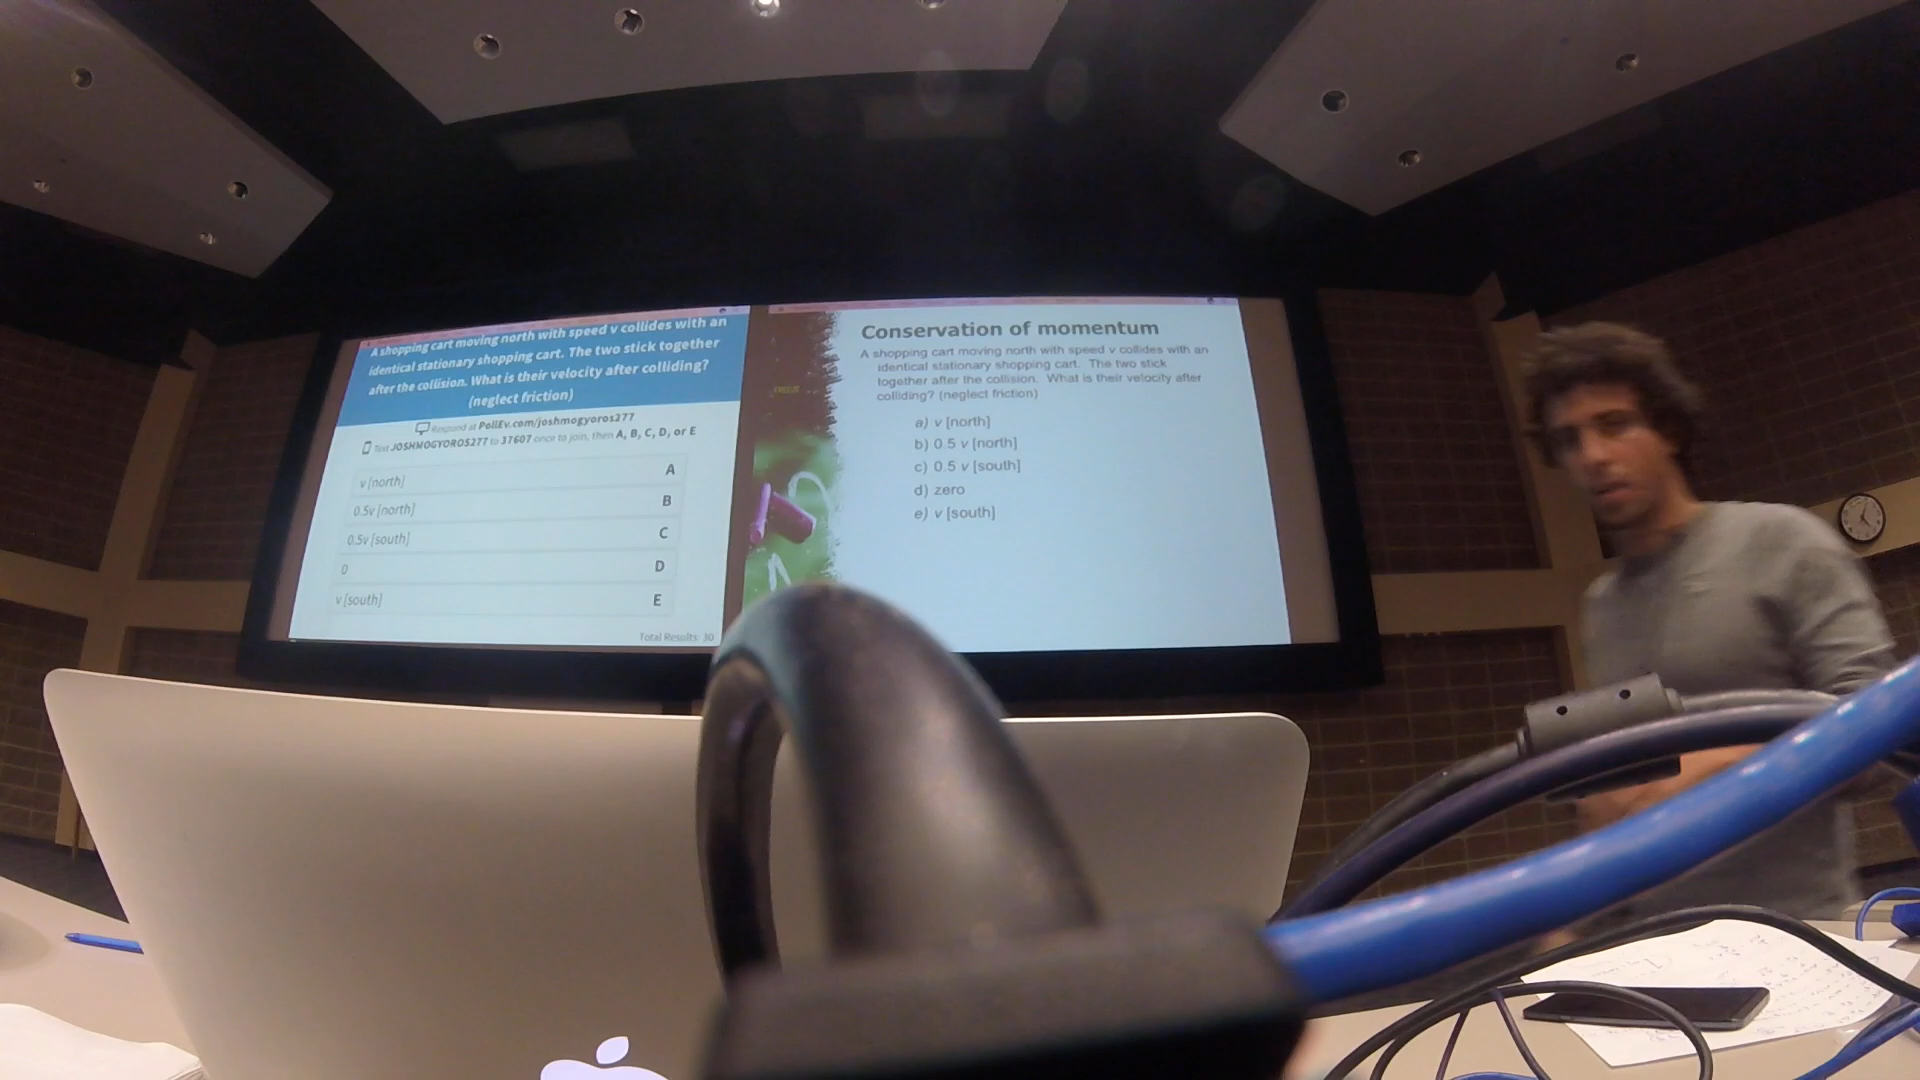 A shopping cart moving north with speed v collides with an
identical stationary shopping cart. The two stick together
after the collision. What is their velocity after colliding?
(neglect friction)
Respond at PollEv.com/joshmogyoros277
Text JOSHMOGYOROS277 to 37607 once to join, then A, B, C, D, or E
v [north] A
0.5v [north] B
0.5v [south] C
0 D
v [south] E
Total Results: 30
Conservation of momentum
A shopping cart moving north with speed v collides with an
identical stationary shopping cart. The two stick
together after the collision. What is their velocity after
colliding? (neglect friction)
a) v [north]
b) 0.5 v [north]
c) 0.5 v [south]
d) zero
e) v [south]